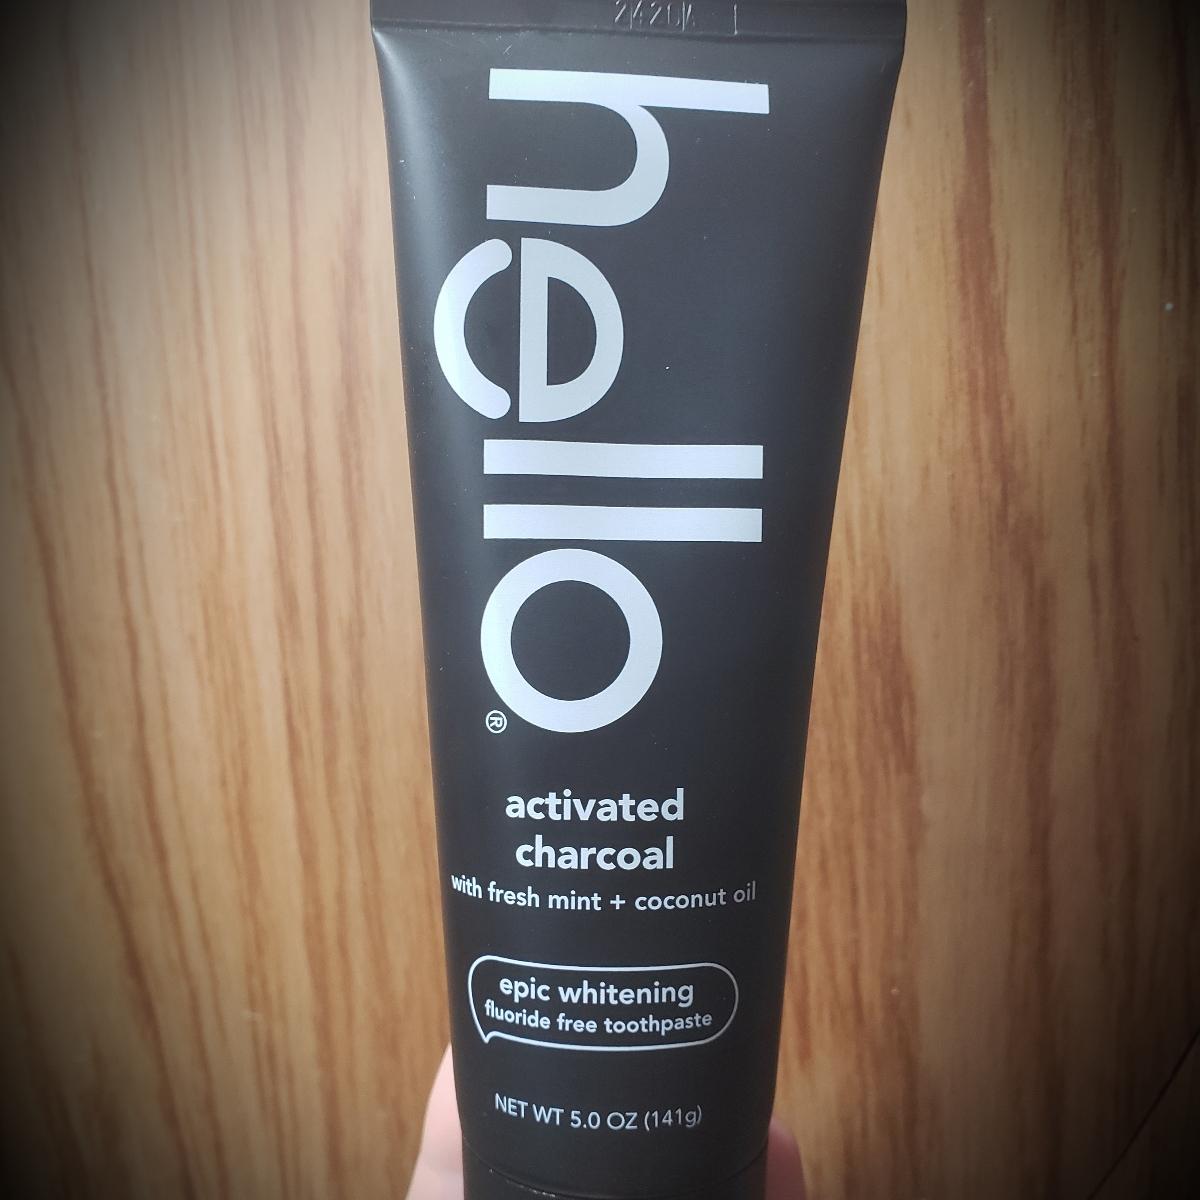 hello®
activated
charcoal
with fresh mint + coconut oil
epic whitening
fluoride free toothpaste
NET WT 5.0 OZ (141g)